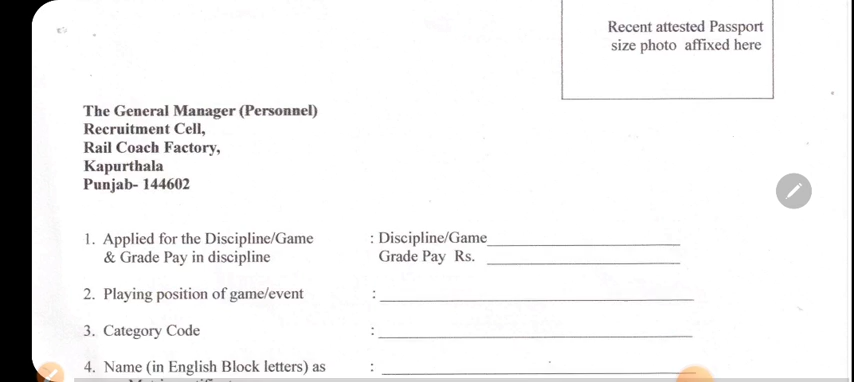 Recent attested Passport
size photo affixed here
The General Manager (Personnel)
Recruitment Cell,
Rail Coach Factory,
Kapurthala
Punjab- 144602
1. Applied for the Discipline/Game : Discipline/Game
& Grade Pay in discipline Grade Pay Rs.
2. Playing position of game/event :
3. Category Code :
4. Name (in English Block letters) as :